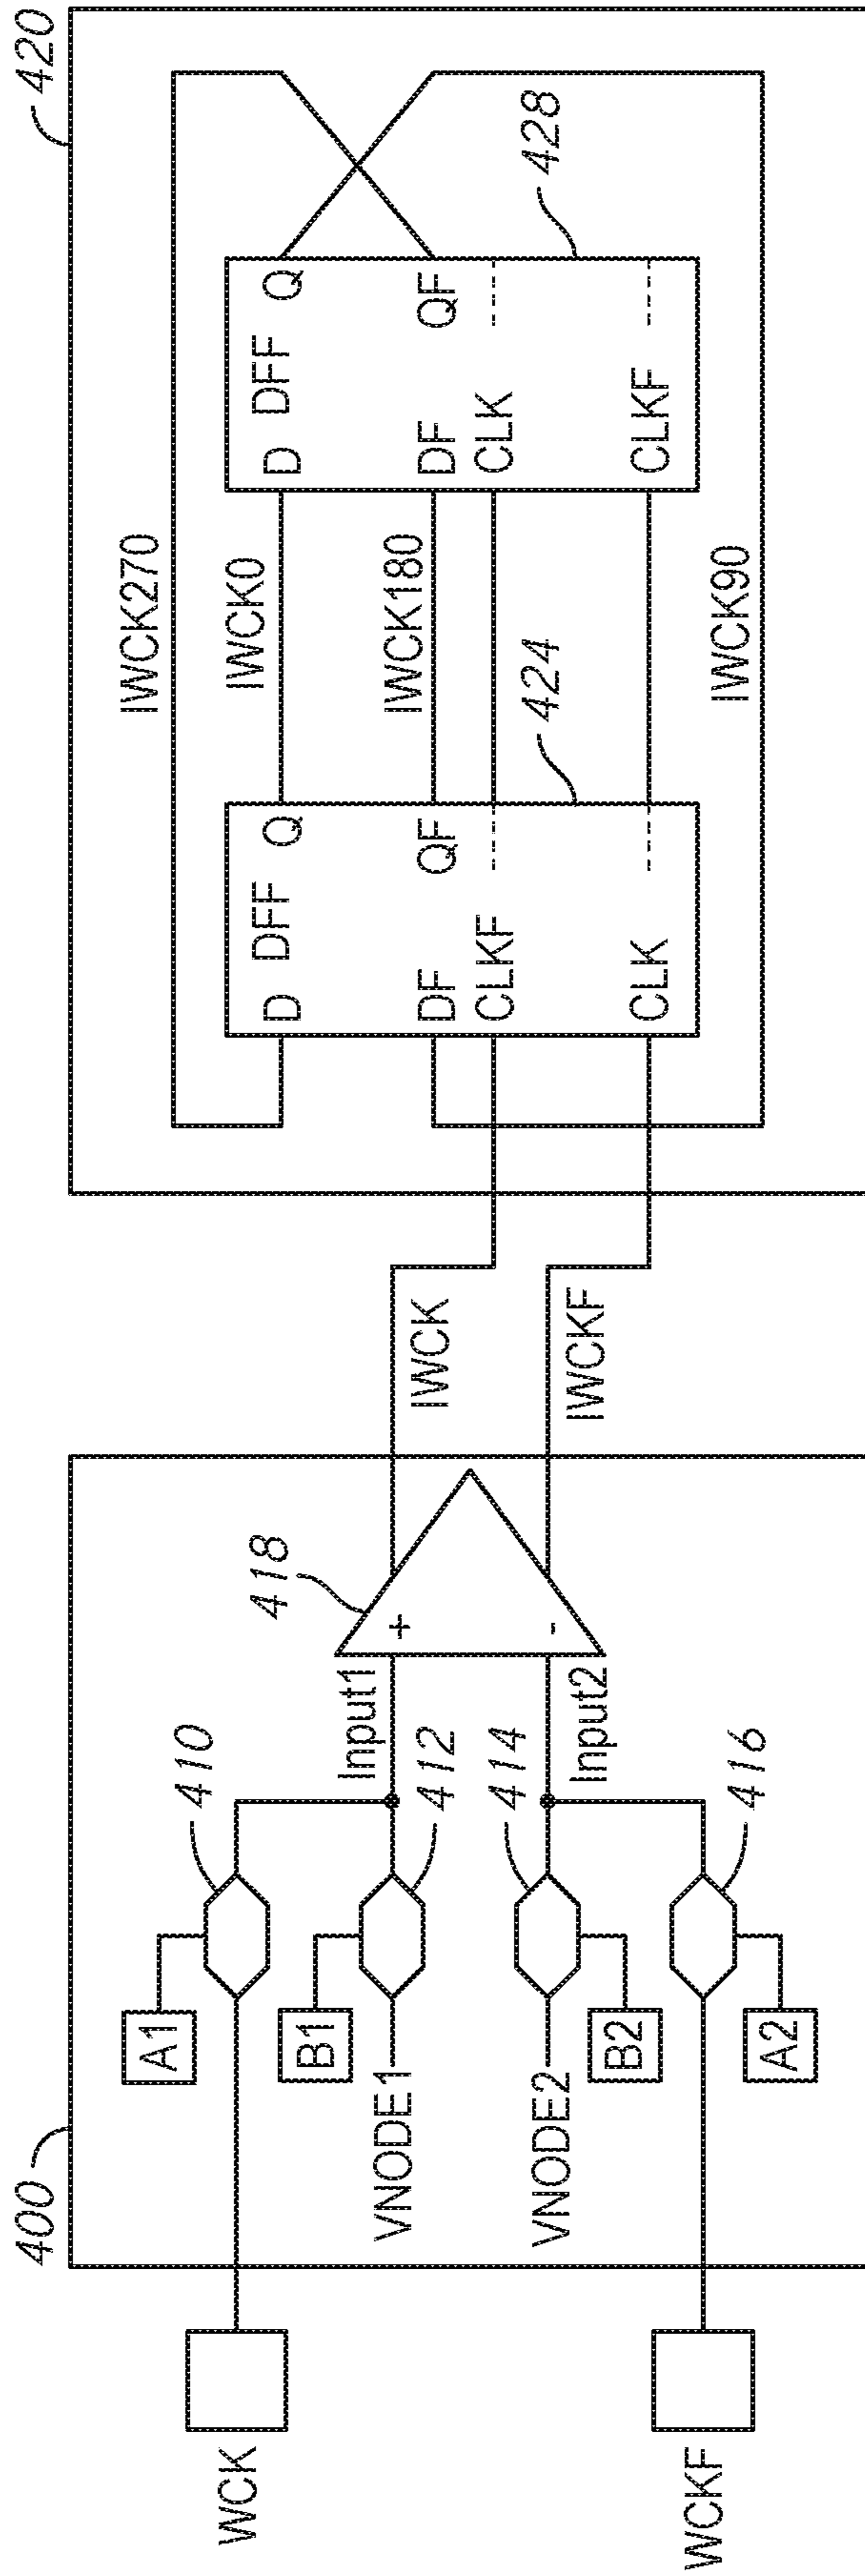 400
420
WCK
WCKF
A1
410
B1
412
VNODE1
Input1
418
+
-
VNODE2
414
Input2
B2
416
A2
IWCK
IWCKF
IWCK270
IWCK0
IWCK180
IWCK90
D DFF Q
DF QF
CLKF
CLK
424
D DFF Q
DF QF
CLK
CLKF
428